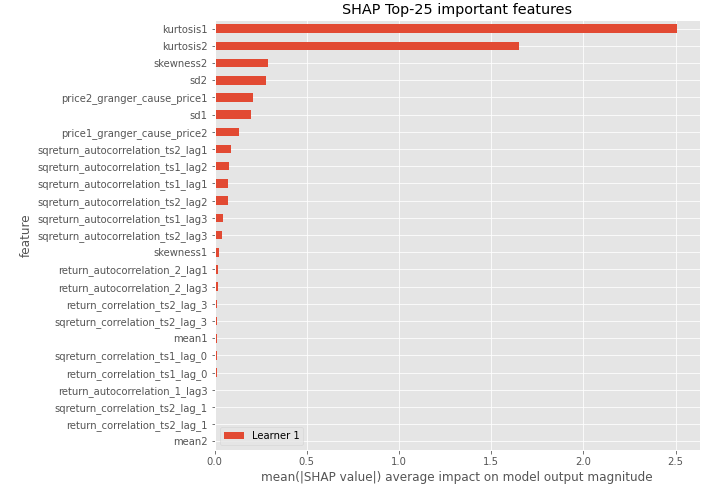 SHAP Top-25 important features
kurtosis1
kurtosis2
skewness2
sd2
price2_granger_cause_price1
sd1
price1_granger_cause_price2
sqreturn_autocorrelation_ts2_lag1
sqreturn_autocorrelation_ts1_lag2
sqreturn_autocorrelation_ts1_lag1
sqreturn_autocorrelation_ts2_lag2
sqreturn_autocorrelation_ts1_lag3
sqreturn_autocorrelation_ts2_lag3
skewness1
return_autocorrelation_2_lag1
return_autocorrelation_2_lag3
return_correlation_ts2_lag_3
sqreturn_correlation_ts2_lag_3
mean1
sqreturn_correlation_ts1_lag_0
return_correlation_ts1_lag_0
return_autocorrelation_1_lag3
sqreturn_correlation_ts2_lag_1
return_correlation_ts2_lag_1
mean2
feature
Learner 1
0.0 0.5 1.0 1.5 2.0 2.5
mean(|SHAP value|) average impact on model output magnitude